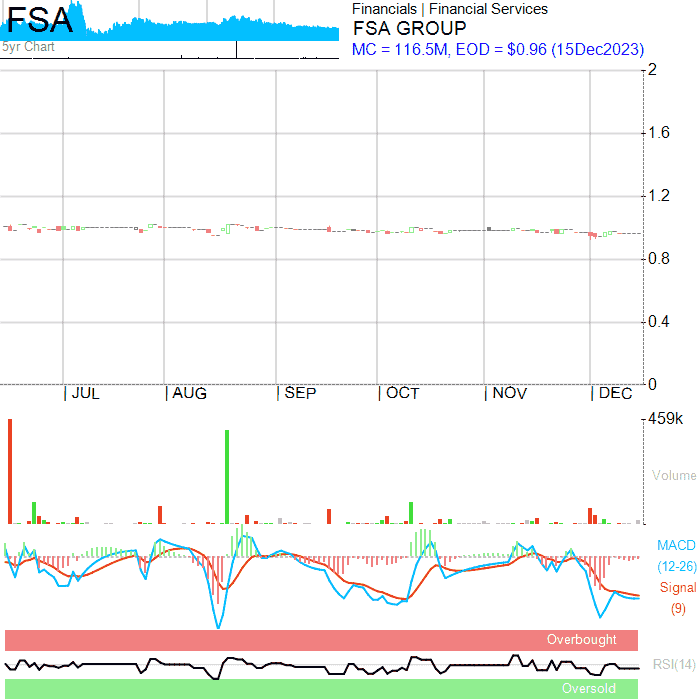 FSA
5yr Chart
Financials | Financial Services
FSA GROUP
MC = 116.5M, EOD = $0.96 (15Dec2023)
2
1.6
1.2
0.8
0.4
0
| JUL | AUG | SEP | OCT | NOV | DEC
459k
Volume
MACD
(12-26)
Signal
(9)
Overbought
RSI(14)
Oversold